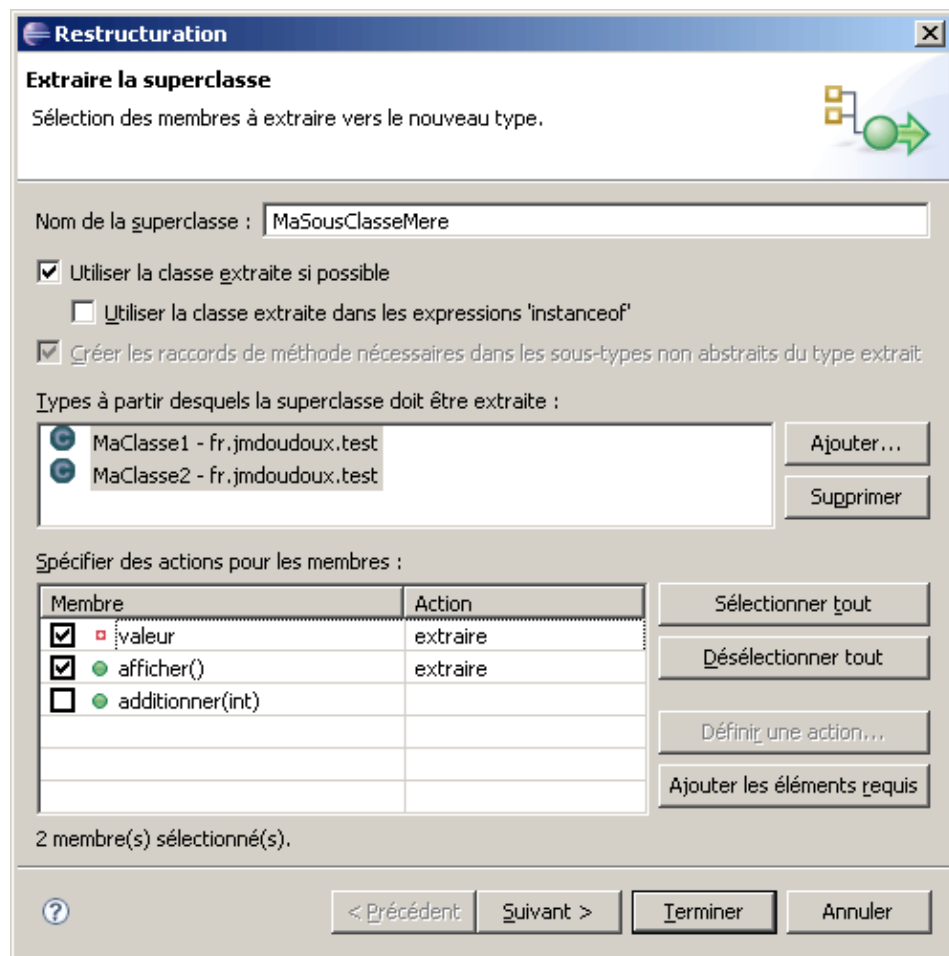 Restructuration
Extraire la superclasse
Sélection des membres à extraire vers le nouveau type.
Nom de la superclasse : MaSousClasseMere
Utiliser la classe extraite si possible
Utiliser la classe extraite dans les expressions 'instanceof'
Créer les raccords de méthode nécessaires dans les sous-types non abstraits du type extrait
Types à partir desquels la superclasse doit être extraite :
C MaClasse1 - fr.jmdoudoux.test
C MaClasse2 - fr.jmdoudoux.test
Ajouter...
Supprimer
Spécifier des actions pour les membres :
Membre Action
valeur extraire
afficher() extraire
additionner(int)
Sélectionner tout
Désélectionner tout
Définir une action...
Ajouter les éléments requis
2 membre(s) sélectionné(s).
? < Précédent Suivant > Terminer Annuler